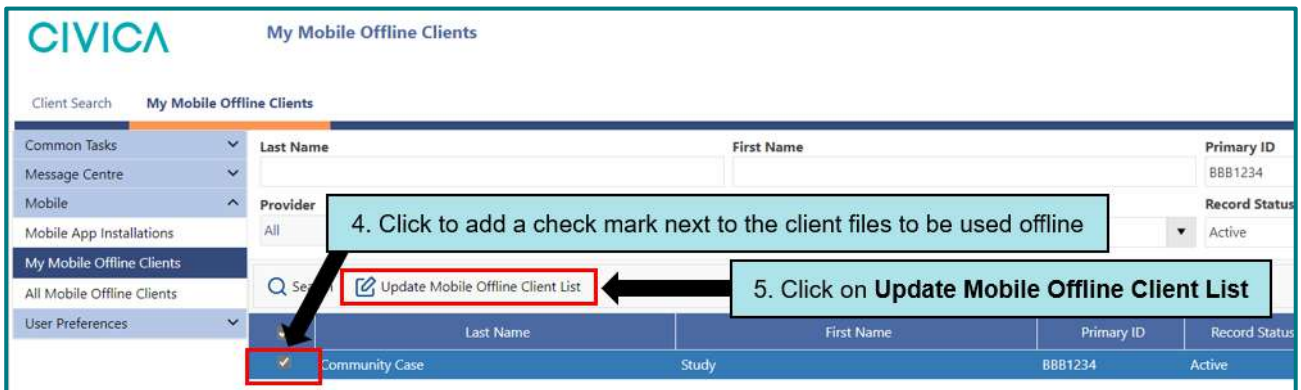 CIVICA
My Mobile Offline Clients
Client Search My Mobile Offline Clients
Common Tasks
Message Centre
Mobile
Mobile App Installations
My Mobile Offline Clients
All Mobile Offline Clients
User Preferences
Last Name First Name Primary ID
BBB1234
Provider Record Status
All Active
4. Click to add a check mark next to the client files to be used offline
Update Mobile Offline Client List
5. Click on Update Mobile Offline Client List
Last Name First Name Primary ID Record Status
Community Case Study BBB1234 Active